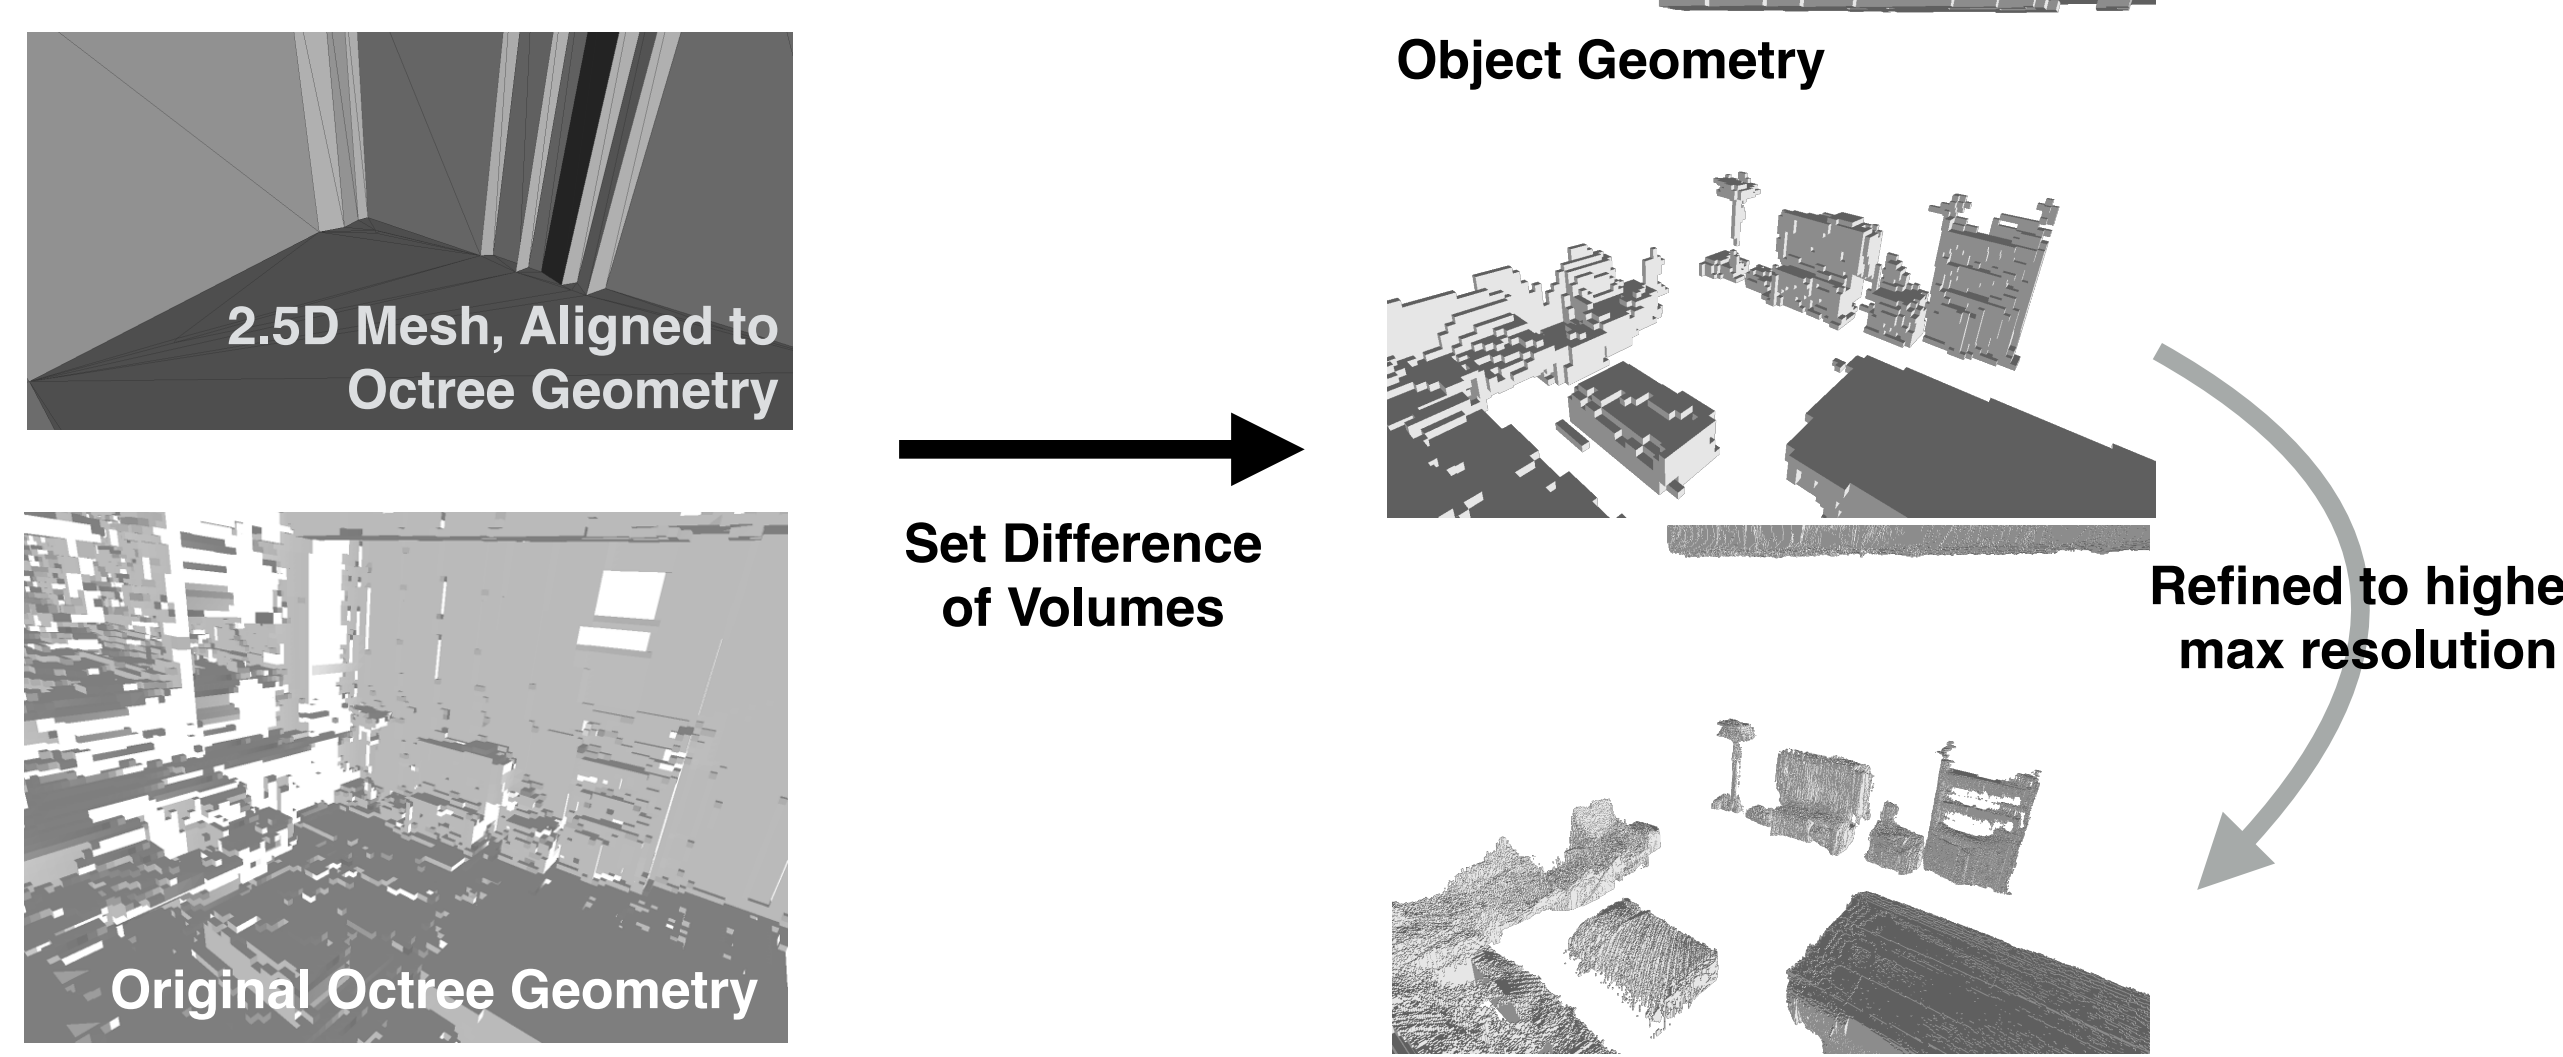 Object Geometry
2.5D Mesh, Aligned to
Octree Geometry
Set Difference
of Volumes
Refined to highe
max resolution
Original Octree Geometry